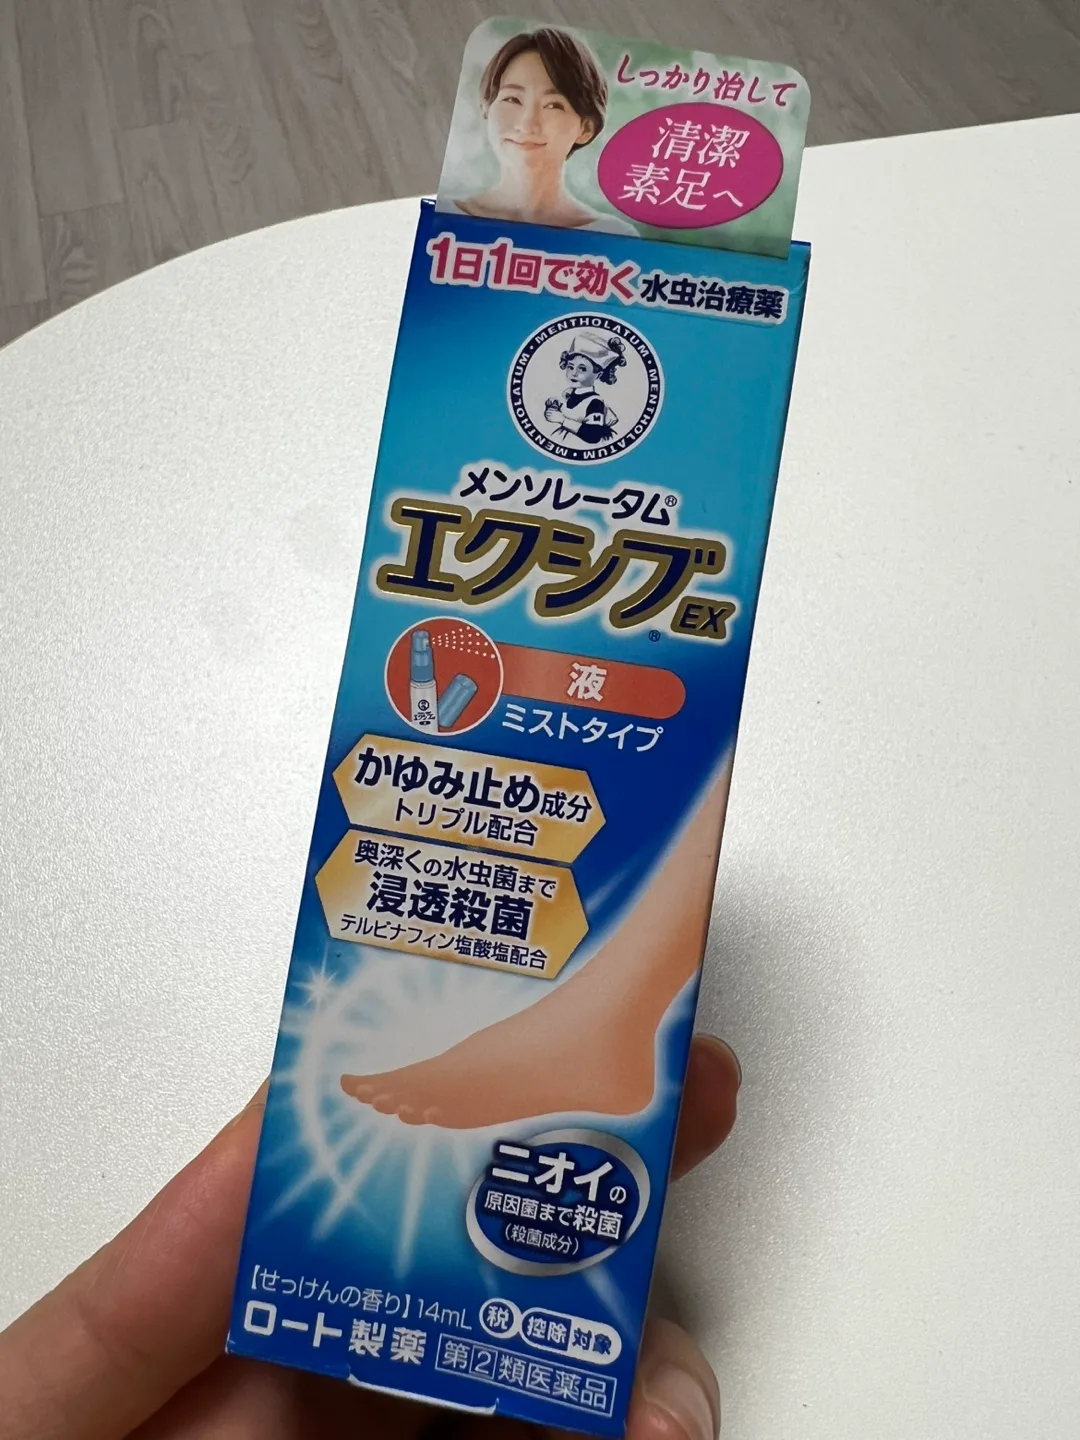 しっかり治して
清潔
素足へ
1日1回で効く 水虫治療薬
MENTHOLATUM・MENTHOLATUM・MENTHOLATUM・
メンソレータム®
エクシブ®EX
液
ミストタイプ
かゆみ止め成分
トリプル配合
奥深くの水虫菌まで
浸透殺菌
テルビナフィン塩酸塩配合
ニオイの
原因菌まで殺菌
(殺菌成分)
【せっけんの香り】14mL 税 控除 対象
ロート製薬 第②類医薬品